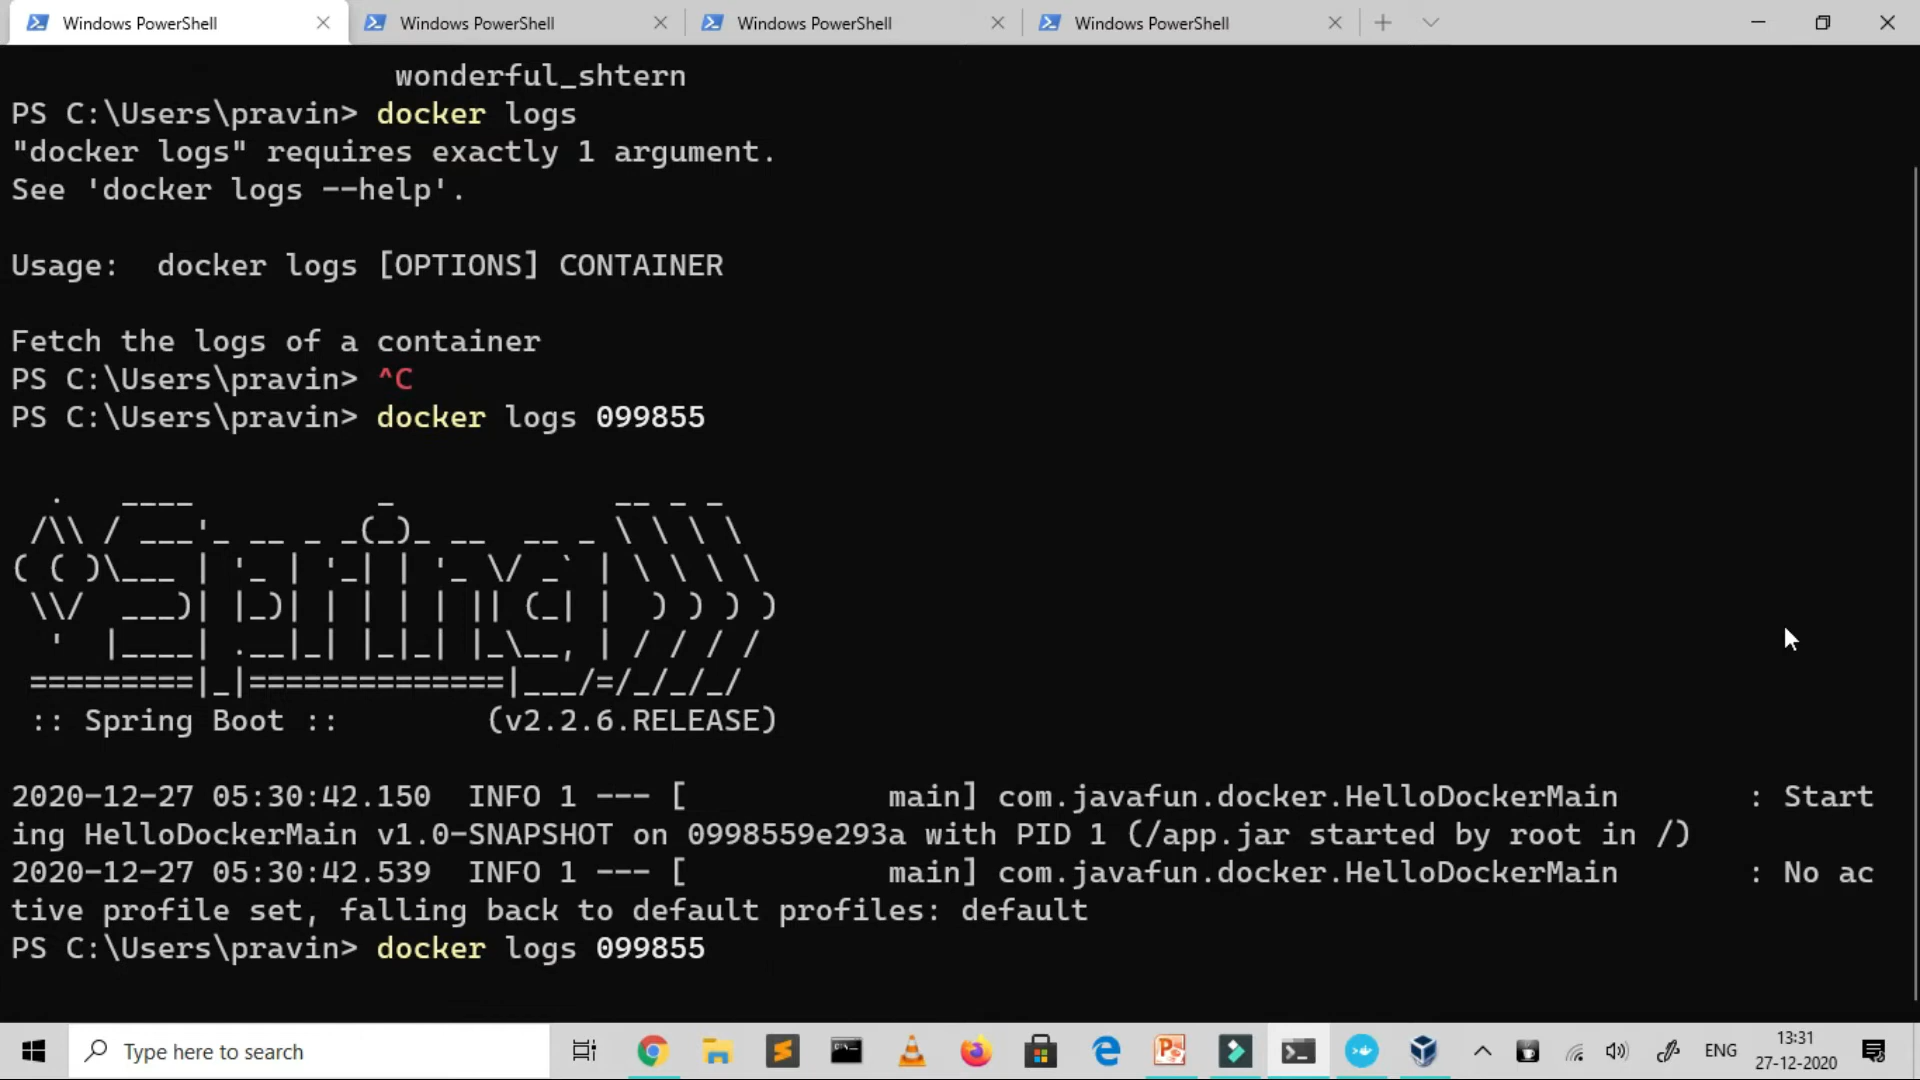 Windows PowerShell Windows PowerShell Windows PowerShell Windows PowerShell
wonderful_shtern
PS C:\Users\pravin> docker logs
"docker logs" requires exactly 1 argument.
See 'docker logs --help'.
Usage:  docker logs [OPTIONS] CONTAINER
Fetch the logs of a container
PS C:\Users\pravin> ^C
PS C:\Users\pravin> docker logs 099855
  .   ____          _            __ _ _
 /\\ / ___'_ __ _ _(_)_ __  __ _ \ \ \ \
( ( )\___ | '_ | '_| | '_ \/ _` | \ \ \ \
 \\/  ___)| |_)| | | | | || (_| |  ) ) ) )
  '  |____| .__|_| |_|_| |_\__, | / / / /
 =========|_|==============|___/=/_/_/_/
 :: Spring Boot ::        (v2.2.6.RELEASE)
2020-12-27 05:30:42.150  INFO 1 --- [           main] com.javafun.docker.HelloDockerMain       : Start
ing HelloDockerMain v1.0-SNAPSHOT on 0998559e293a with PID 1 (/app.jar started by root in /)
2020-12-27 05:30:42.539  INFO 1 --- [           main] com.javafun.docker.HelloDockerMain       : No ac
tive profile set, falling back to default profiles: default
PS C:\Users\pravin> docker logs 099855
Type here to search
ENG
13:31
27-12-2020